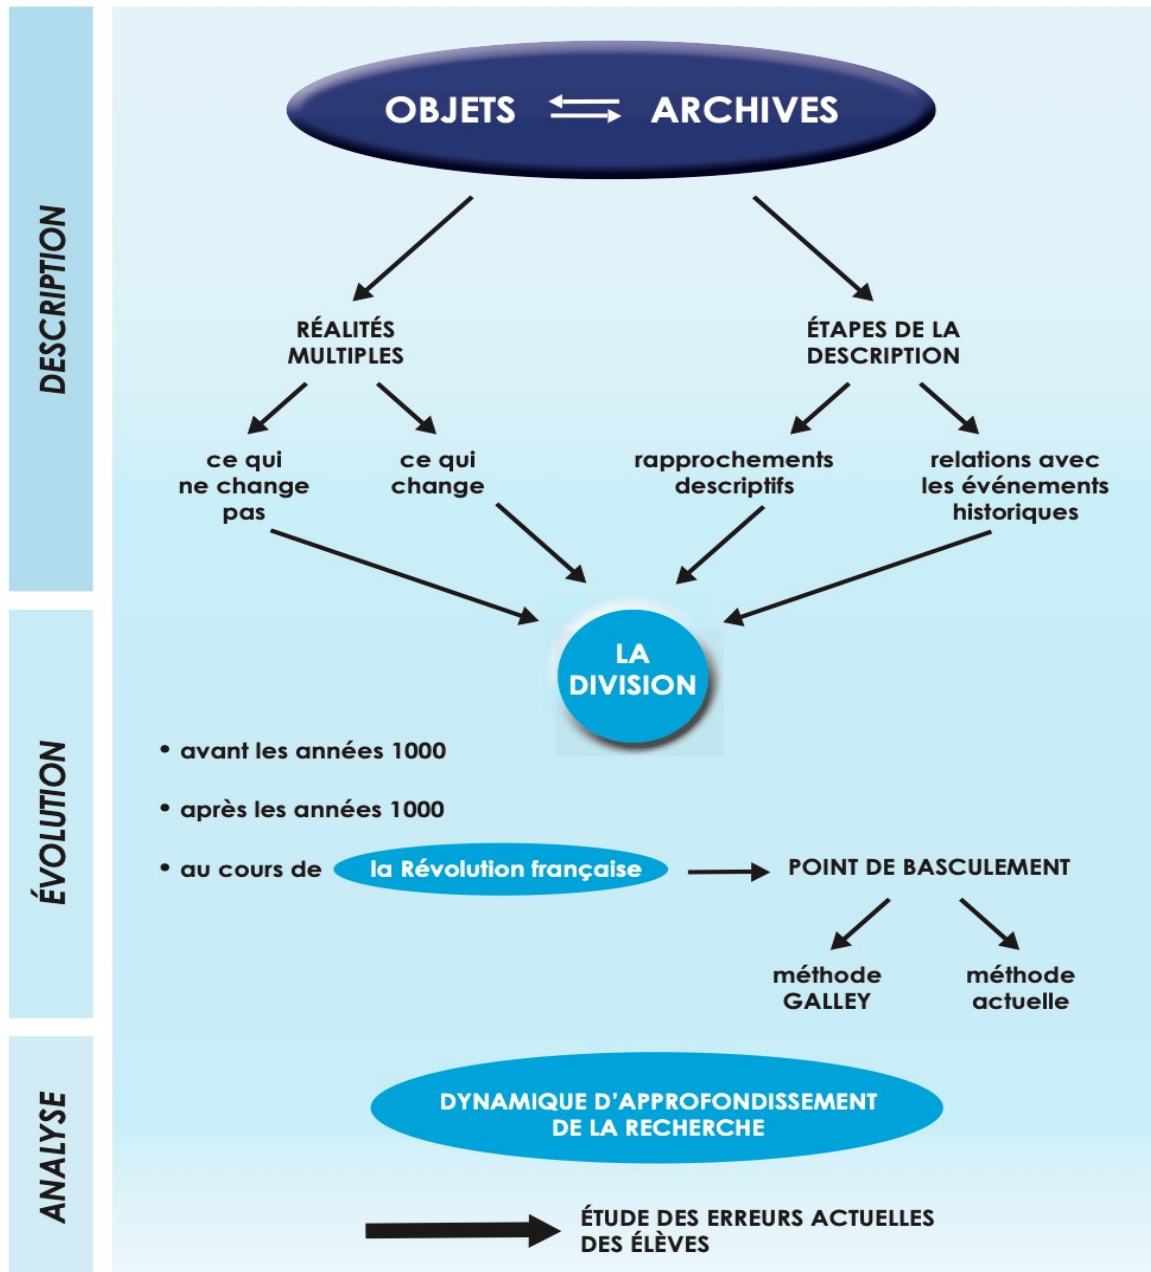 DESCRIPTION
OBJETS ARCHIVES
RÉALITÉS
MULTIPLES
ÉTAPES DE LA
DESCRIPTION
ce qui
ne change
pas
ce qui
change
rapprochements
descriptifs
relations avec
les événements
historiques
LA
DIVISION
ÉVOLUTION
• avant les années 1000
• après les années 1000
• au cours de la Révolution française
POINT DE BASCULEMENT
méthode
GALLEY
méthode
actuelle
ANALYSE
DYNAMIQUE D'APPROFONDISSEMENT
DE LA RECHERCHE
ÉTUDE DES ERREURS ACTUELLES
DES ÉLÈVES